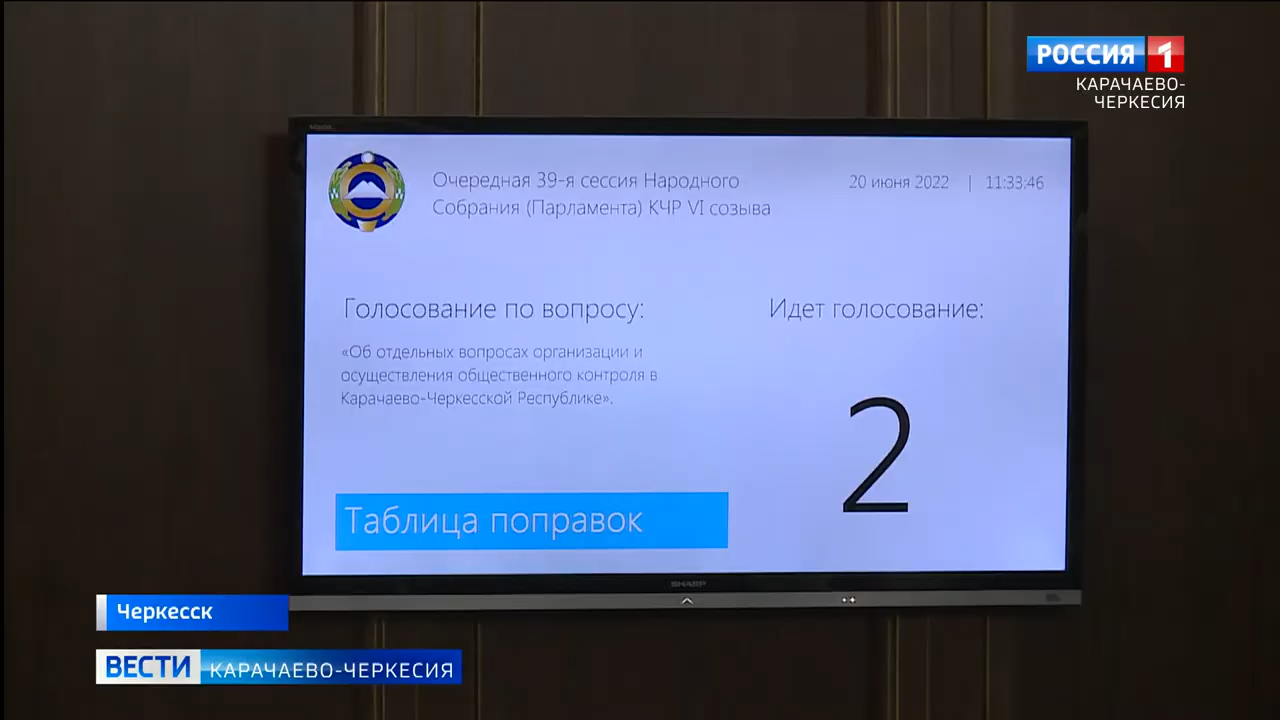 РОССИЯ 1
КАРАЧАЕВО-
ЧЕРКЕСИЯ
Очередная 39-я сессия Народного
Собрания (Парламента) КЧР VI созыва
20 июня 2022 | 11:33:46
Голосование по вопросу:
«Об отдельных вопросах организации и
осуществления общественного контроля в
Карачаево-Черкесской Республике».
Идет голосование:
2
Таблица поправок
SHARP
Черкесск
ВЕСТИ КАРАЧАЕВО-ЧЕРКЕСИЯ